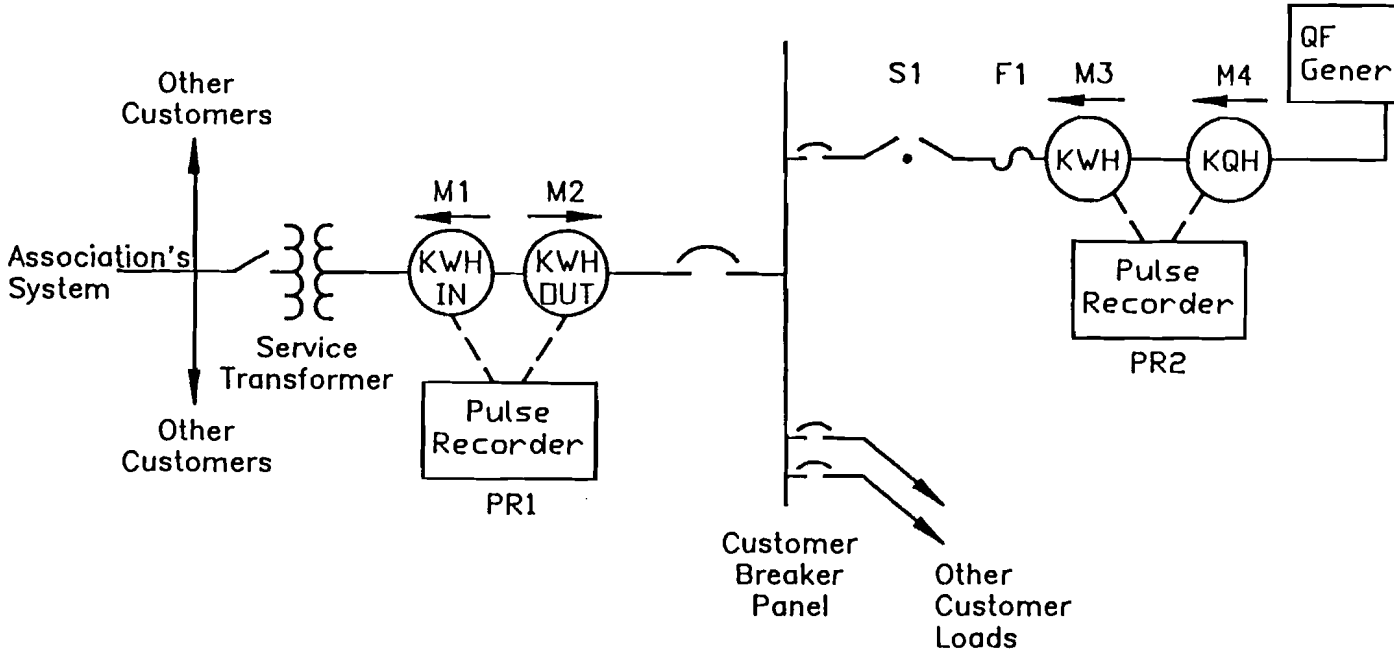 Other
Customers
Association's
System
Other
Customers
Service
Transformer
M1
M2
KWH
IN
KWH
OUT
Pulse
Recorder
PR1
S1
F1
M3
M4
KWH
KQH
QF
Gener
Pulse
Recorder
PR2
Customer
Breaker
Panel
Other
Customer
Loads